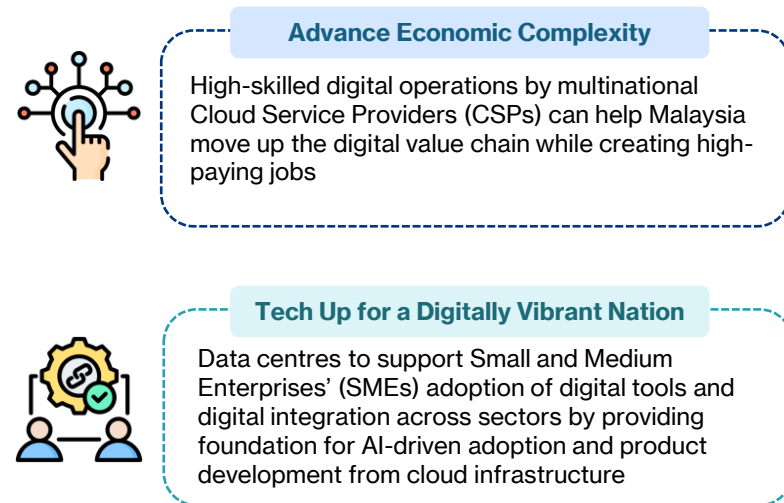 Advance Economic Complexity
High-skilled digital operations by multinational
Cloud Service Providers (CSPs) can help Malaysia
move up the digital value chain while creating high-
paying jobs
Tech Up for a Digitally Vibrant Nation
Data centres to support Small and Medium
Enterprises’ (SMEs) adoption of digital tools and
digital integration across sectors by providing
foundation for AI-driven adoption and product
development from cloud infrastructure